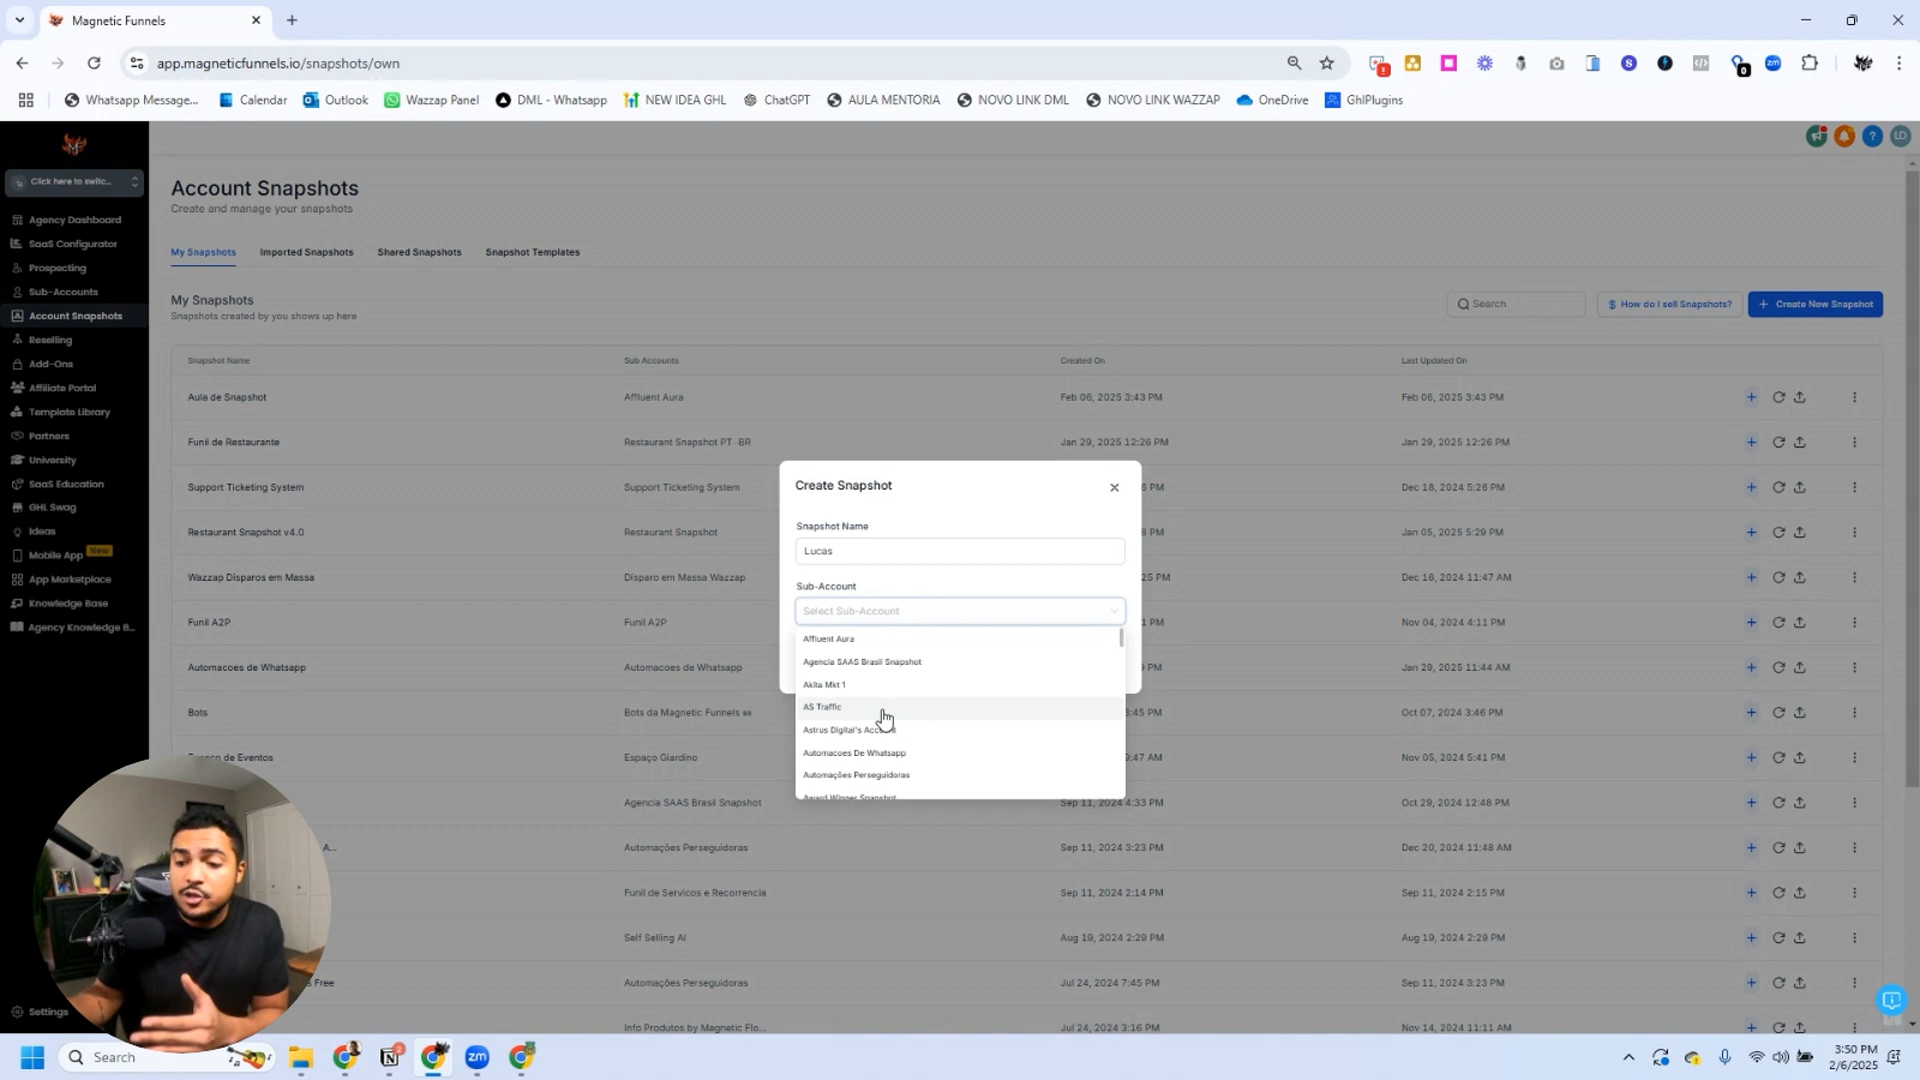 Magnetic Funnels
app.magneticfunnels.io/snapshots/own
Whatsapp Message...
Calendar
Outlook
Wazzap Panel
DML - Whatsapp
NEW IDEA GHL
ChatGPT
AULA MENTORIA
NOVO LINK DML
NOVO LINK WAZZAP
OneDrive
GhlPlugins
Click here to switc...
LD
Agency Dashboard
SaaS Configurator
Prospecting
Sub-Accounts
Account Snapshots
Reselling
Add-Ons
Affiliate Portal
Template Library
Partners
University
SaaS Education
GHL Swag
Ideas
Mobile App New
App Marketplace
Knowledge Base
Agency Knowledge B...
Settings
Account Snapshots
Create and manage your snapshots
My Snapshots
Imported Snapshots
Shared Snapshots
Snapshot Templates
My Snapshots
Snapshots created by you shows up here
Search
$ How do I sell Snapshots?
+ Create New Snapshot
Snapshot Name
Sub Accounts
Created On
Last Updated On
Aula de Snapshot
Affluent Aura
Feb 06, 2025 3:43 PM
Feb 06, 2025 3:43 PM
Funil de Restaurante
Restaurant Snapshot PT-BR
Jan 29, 2025 12:26 PM
Jan 29, 2025 12:26 PM
Support Ticketing System
Support Ticketing System
6 PM
Dec 18, 2024 5:26 PM
Restaurant Snapshot v4.0
Restaurant Snapshot
8 PM
Jan 05, 2025 5:29 PM
Wazzap Disparos em Massa
Disparo em Massa Wazzap
25 PM
Dec 16, 2024 11:47 AM
Funil A2P
Funil A2P
1 PM
Nov 04, 2024 4:11 PM
Automacoes de Whatsapp
Automacoes de Whatsapp
PM
Jan 29, 2025 11:44 AM
Bots
Bots da Magnetic Funnels BR
3:45 PM
Oct 07, 2024 3:46 PM
de Eventos
Espaço Giardino
9:47 AM
Nov 05, 2024 5:41 PM
Agencia SAAS Brasil Snapshot
Sep 11, 2024 4:33 PM
Oct 29, 2024 12:48 PM
A...
Automações Perseguidoras
Sep 11, 2024 3:23 PM
Dec 20, 2024 11:48 AM
Funil de Servicos e Recorrencia
Sep 11, 2024 2:14 PM
Sep 11, 2024 2:15 PM
Self Selling AI
Aug 19, 2024 2:29 PM
Aug 19, 2024 2:29 PM
s Free
Automações Perseguidoras
Jul 24, 2024 7:45 PM
Sep 11, 2024 3:23 PM
Info Produtos by Magnetic Flo...
Jul 24, 2024 3:16 PM
Nov 14, 2024 11:11 AM
Create Snapshot
Snapshot Name
Lucas
Sub-Account
Select Sub-Account
Affluent Aura
Agencia SAAS Brasil Snapshot
Akita Mkt 1
AS Traffic
Astrus Digital's
Automacoes De Whatsapp
Automações Perseguidoras
Award Winner Snapshot
Search
3:50 PM
2/6/2025